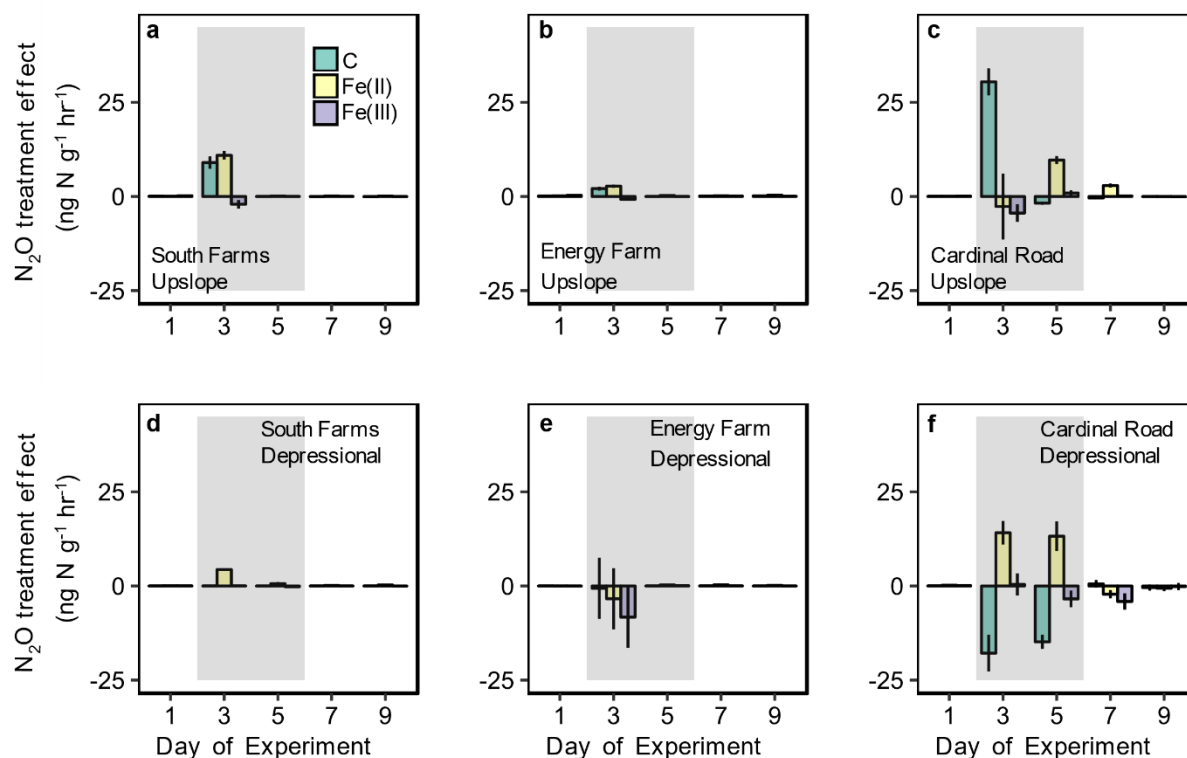 a
C
Fe(II)
Fe(III)
South Farms
Upslope
25
0
-25
1 3 5 7 9
N₂O treatment effect
(ng N g⁻¹ hr⁻¹)
b
Energy Farm
Upslope
25
0
-25
1 3 5 7 9
c
Cardinal Road
Upslope
25
0
-25
1 3 5 7 9
d
South Farms
Depressional
25
0
-25
1 3 5 7 9
N₂O treatment effect
(ng N g⁻¹ hr⁻¹)
Day of Experiment
e
Energy Farm
Depressional
25
0
-25
1 3 5 7 9
Day of Experiment
f
Cardinal Road
Depressional
25
0
-25
1 3 5 7 9
Day of Experiment